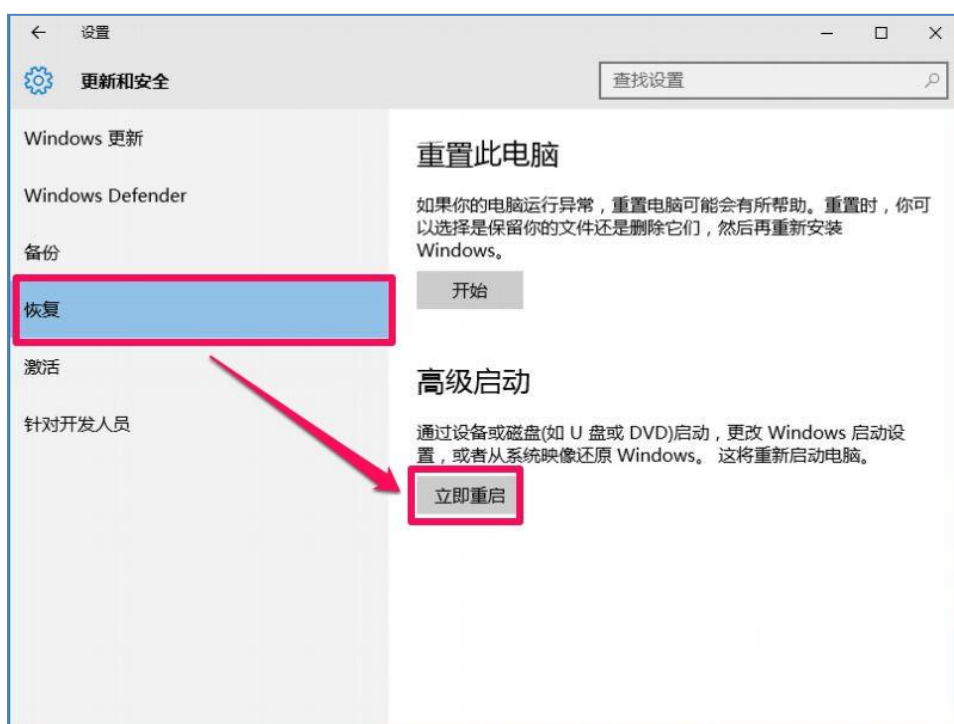 设置
更新和安全
查找设置
Windows 更新
Windows Defender
备份
恢复
激活
针对开发人员
重置此电脑
如果你的电脑运行异常，重置电脑可能会有所帮助。重置时，你可
以选择是保留你的文件还是删除它们，然后再重新安装
Windows。
开始
高级启动
通过设备或磁盘(如 U 盘或 DVD)启动，更改 Windows 启动设
置，或者从系统映像还原 Windows。 这将重新启动电脑。
立即重启